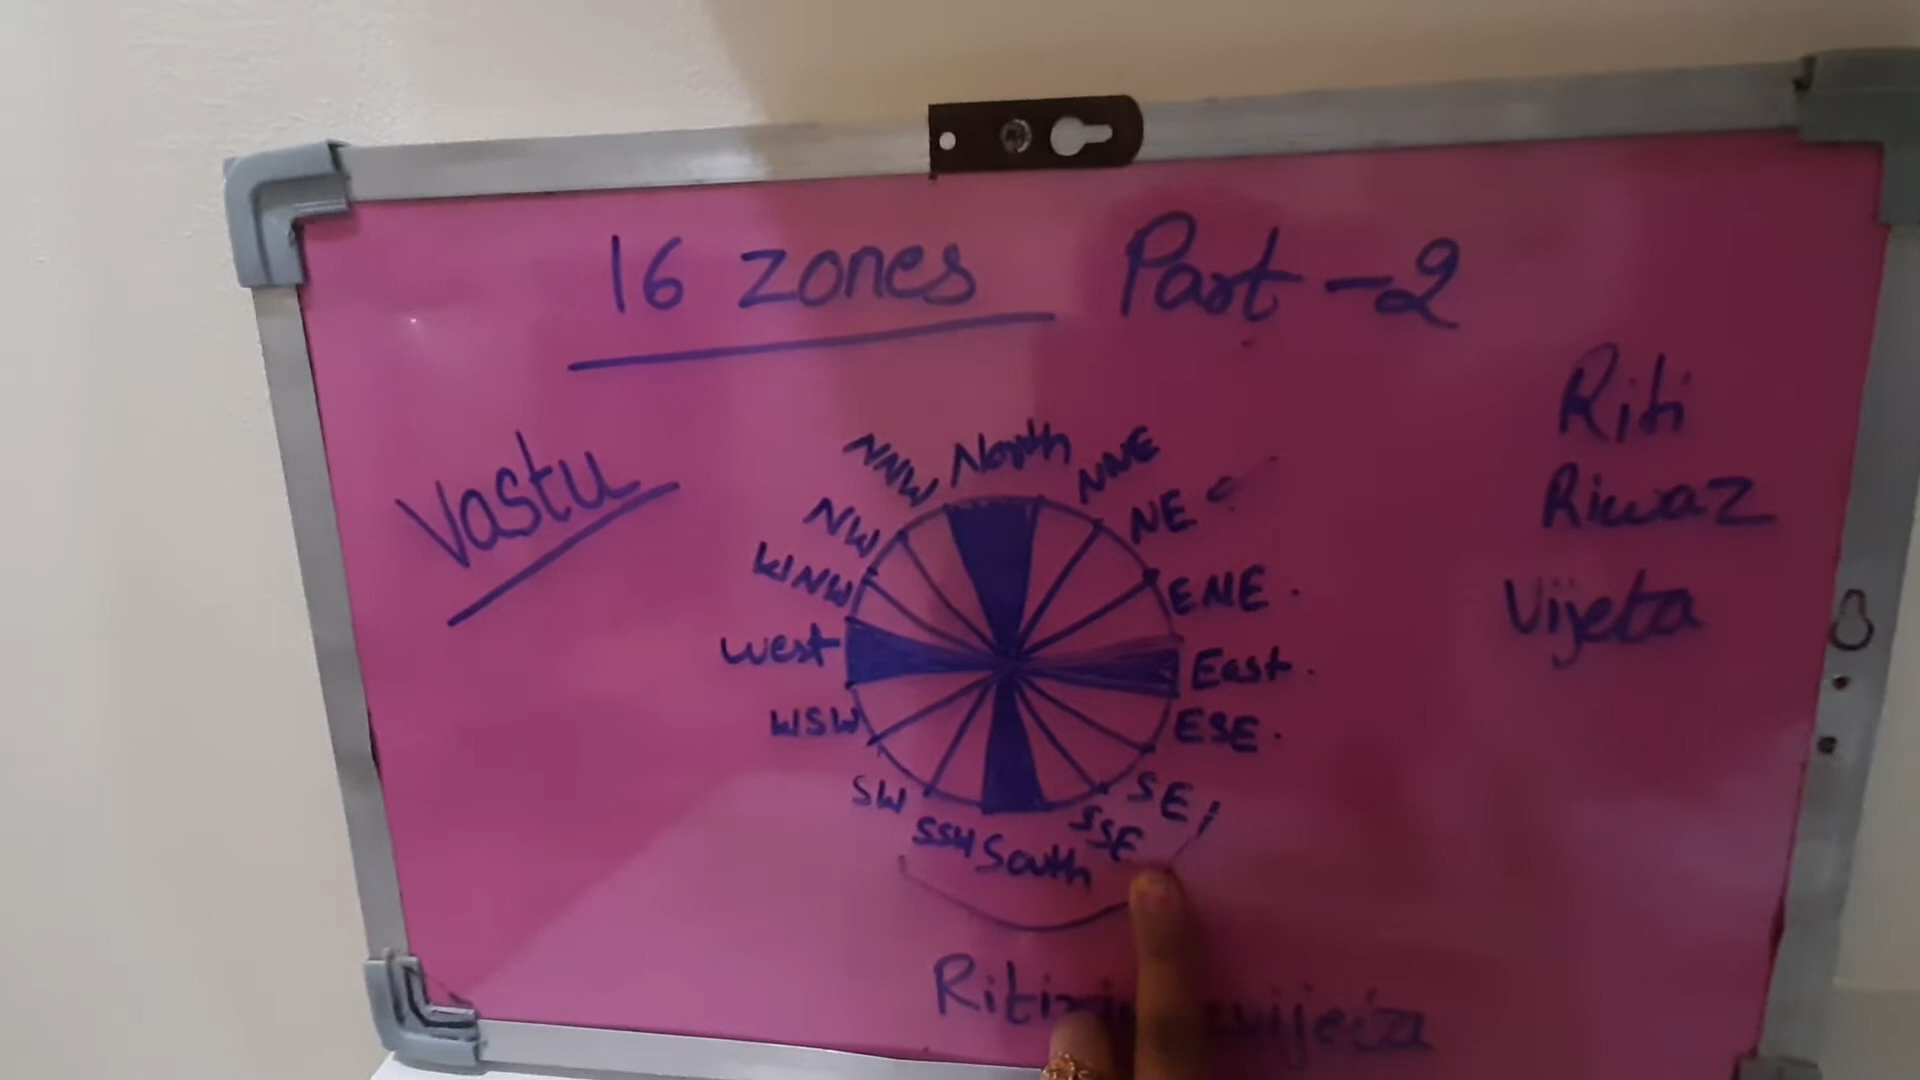 16 zones Part-2
Vastu
Riti
Riwaz
Vijeta
North
NNE
NE
ENE
East
ESE
SE
SSE
South
SSW
SW
WSW
West
WNW
NW
NNW